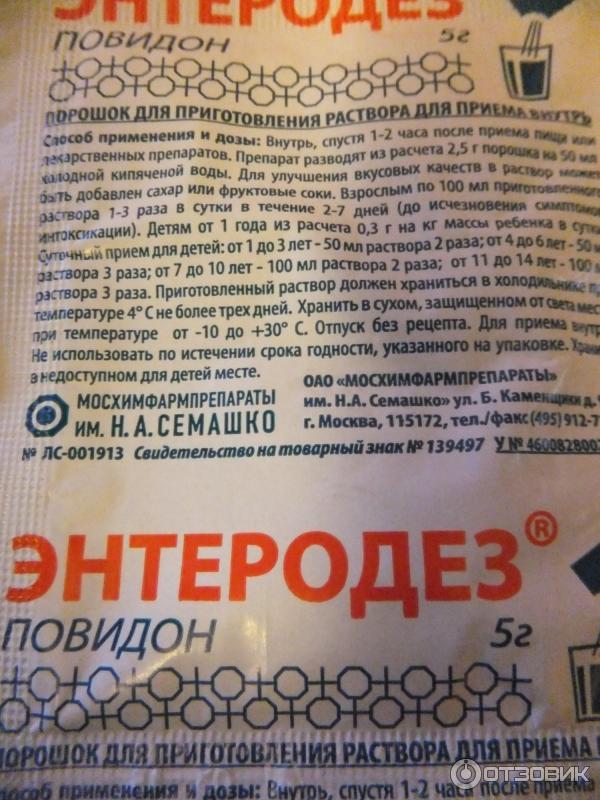 ЭНТЕРОДЕЗ
ПОВИДОН 5г
ПОРОШОК ДЛЯ ПРИГОТОВЛЕНИЯ РАСТВОРА ДЛЯ ПРИЕМА ВНУТРЬ
Способ применения и дозы: Внутрь, спустя 1-2 часа после приема пищи или
лекарственных препаратов. Препарат разводят из расчета 2,5 г порошка на 50 мл
холодной кипяченой воды. Для улучшения вкусовых качеств в раствор может
быть добавлен сахар или фруктовые соки. Взрослым по 100 мл приготовленного
раствора 1-3 раза в сутки в течение 2-7 дней (до исчезновения симптомов
интоксикации). Детям от 1 года из расчета 0,3 г на кг массы ребенка в сутки
Суточный прием для детей: от 1 до 3 лет - 50 мл раствора 2 раза; от 4 до 6 лет - 50 м
раствора 3 раза; от 7 до 10 лет - 100 мл раствора 2 раза; от 11 до 14 лет - 100 м
раствора 3 раза. Приготовленный раствор должен храниться в холодильнике пр
температуре 4° С не более трех дней. Хранить в сухом, защищенном от света мест
при температуре от -10 до +30° С. Отпуск без рецепта. Для приема внутр
Не использовать по истечении срока годности, указанного на упаковке. Храни
в недоступном для детей месте.
МОСХИМФАРМПРЕПАРАТЫ
ИМ. Н.А.СЕМАШКО
ОАО «МОСХИМФАРМПРЕПАРАТЫ»
им. Н.А. Семашко» ул. Б. Каменщики д. 9
г. Москва, 115172, тел./факс (495) 912-7
№ ЛС-001913 Свидетельство на товарный знак № 139497 У № 4600828002
ЭНТЕРОДЕЗ®
ПОВИДОН 5г
ПОРОШОК ДЛЯ ПРИГОТОВЛЕНИЯ РАСТВОРА ДЛЯ ПРИЕМА
Способ применения и дозы: Внутрь, спустя 1-2 часа после приема
ОТЗОВИК